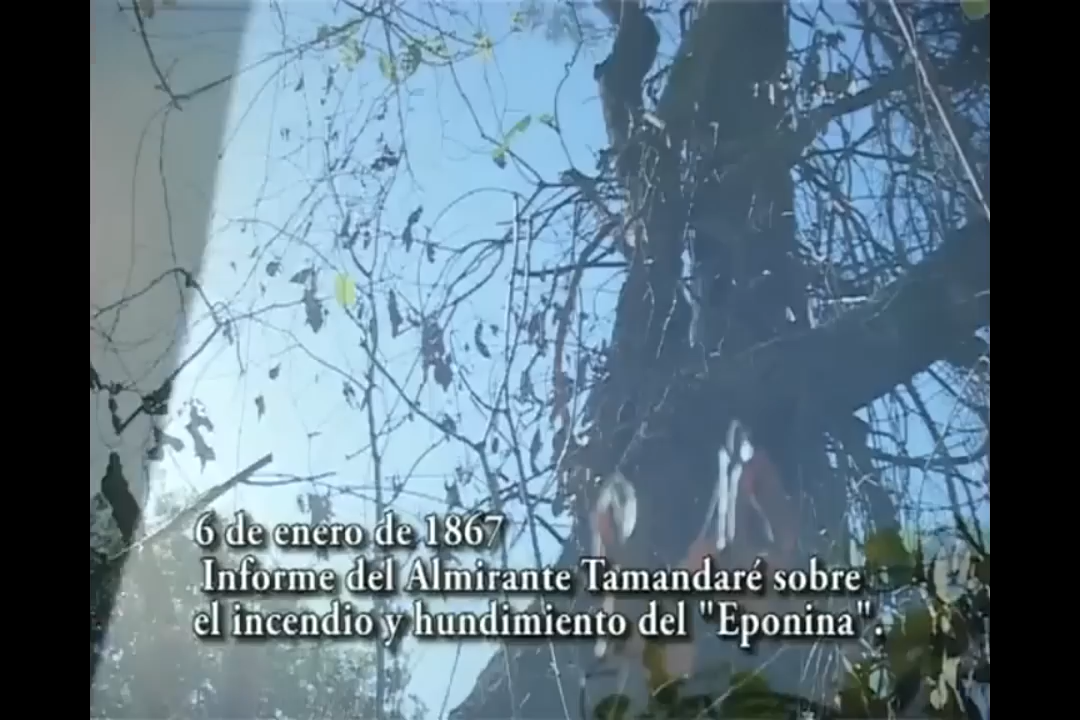 6 de enero de 1867
Informe del Almirante Tamandaré sobre
el incendio y hundimiento del "Eponina".